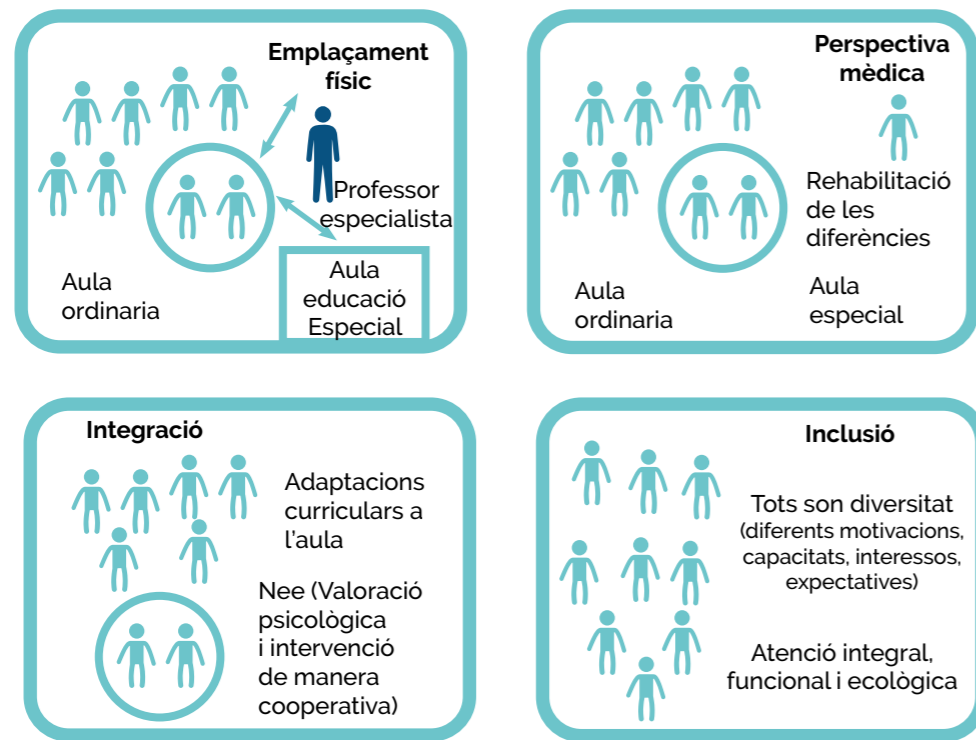 Emplaçament
físic
Professor
especialista
Aula
ordinaria
Aula
educació
Especial
Perspectiva
mèdica
Rehabilitació
de les
diferències
Aula
ordinaria
Aula
especial
Integració
Adaptacions
curriculars a
l’aula
Nee (Valoració
psicològica
i intervenció
de manera
cooperativa)
Inclusió
Tots son diversitat
(diferents motivacions,
capacitats, interessos,
expectatives)
Atenció integral,
funcional i ecològica